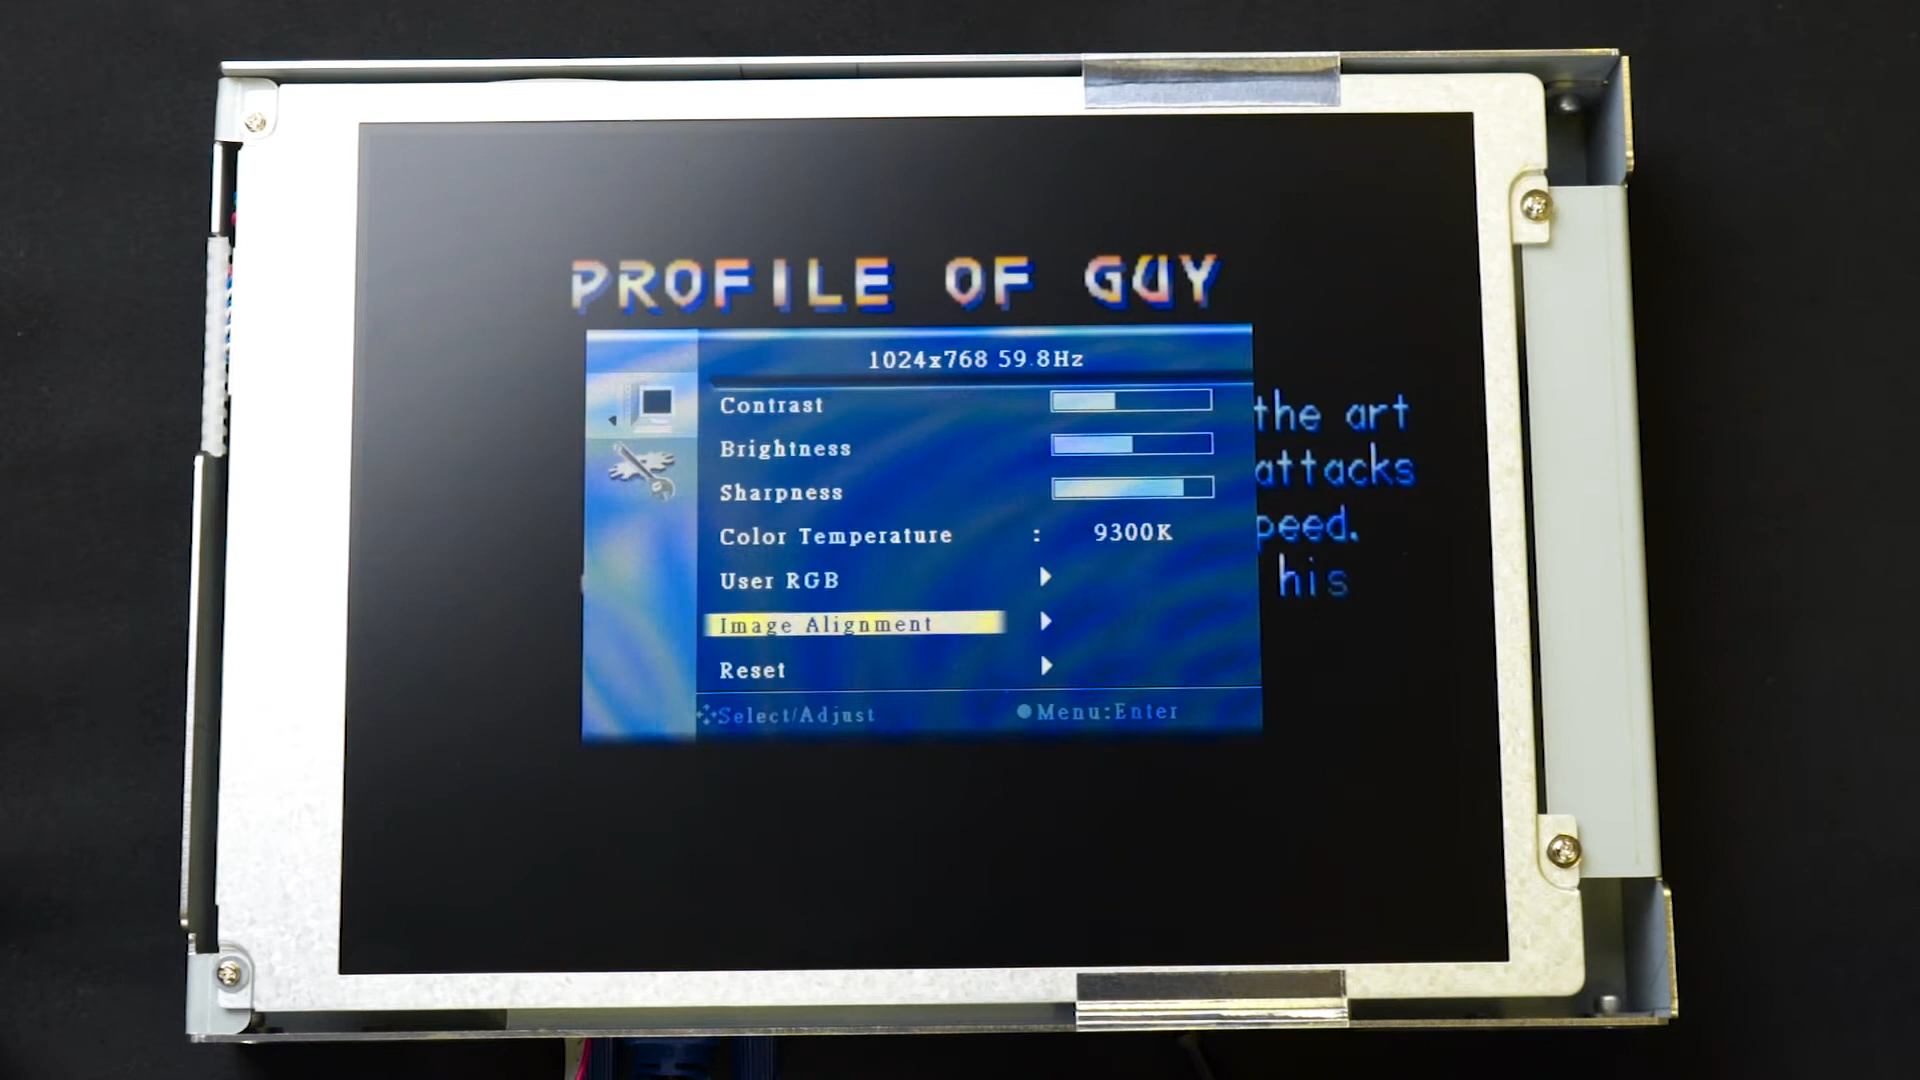 PROFILE OF GUY
1024x768 59.8Hz
Contrast
the art
Brightness
attacks
Sharpness
Color Temperature : 9300K
peed.
User RGB
his
Image Alignment
Reset
Select/Adjust Menu:Enter